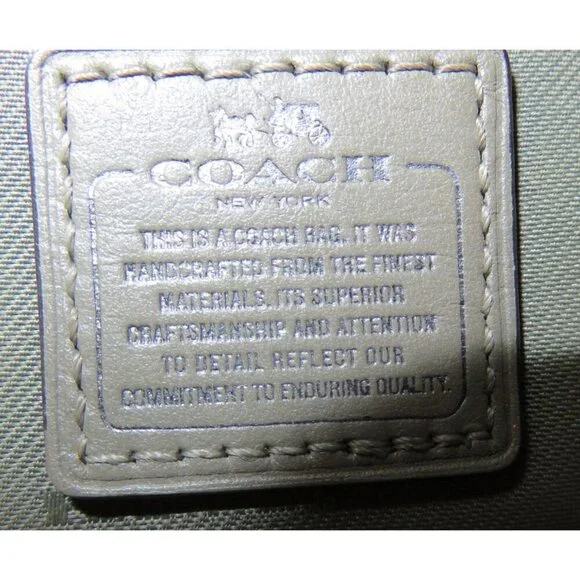 COACH
NEW YORK
THIS IS A COACH BAG. IT WAS
HANDCRAFTED FROM THE FINEST
MATERIALS. ITS SUPERIOR
CRAFTSMANSHIP AND ATTENTION
TO DETAIL REFLECT OUR
COMMITMENT TO ENDURING QUALITY.